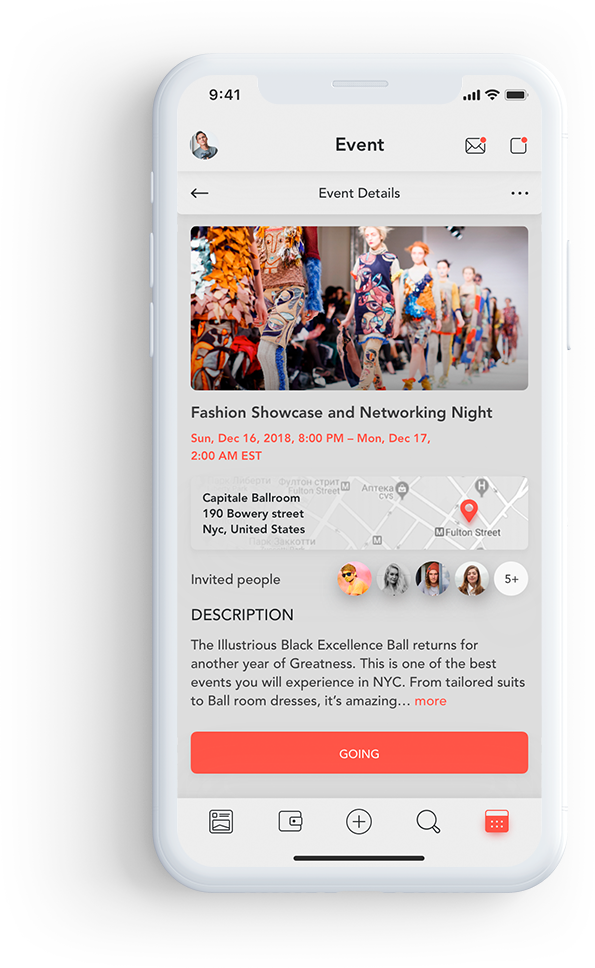 9:41
Event
Event Details
Fashion Showcase and Networking Night
Sun, Dec 16, 2018, 8:00 PM – Mon, Dec 17,
2:00 AM EST
Фултон стрит
Fulton Street M
Аптека
CVS
H
Capitale Ballroom
190 Bowery street
Nyc, United States
M Fulton Street
Парк Заккотти
M
Invited people
5+
DESCRIPTION
The Illustrious Black Excellence Ball returns for
another year of Greatness. This is one of the best
events you will experience in NYC. From tailored suits
to Ball room dresses, it's amazing... more
GOING